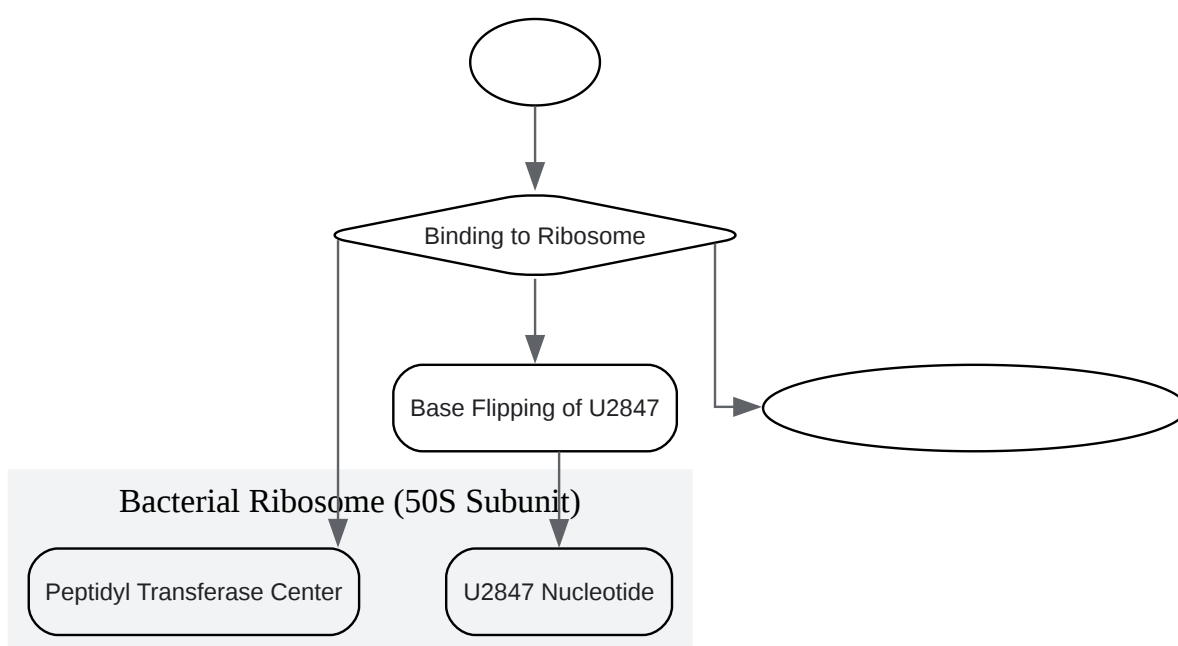 Binding to Ribosome
Base Flipping of U2847
Bacterial Ribosome (50S Subunit)
Peptidyl Transferase Center
U2847 Nucleotide